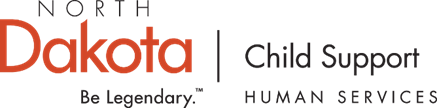 NORTH
Dakota
Be Legendary.™
Child Support
HUMAN SERVICES